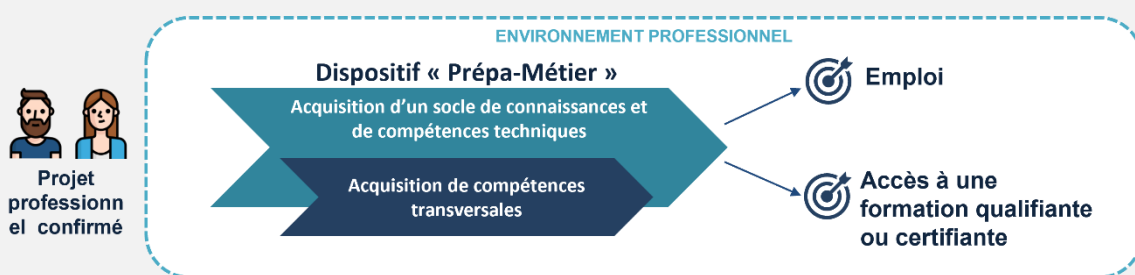 ENVIRONNEMENT PROFESSIONNEL
Dispositif « Prépa-Métier »
Acquisition d'un socle de connaissances et
de compétences techniques
Acquisition de compétences
transversales
Projet
professionn
el confirmé
Emploi
Accès à une
formation qualifiante
ou certifiante